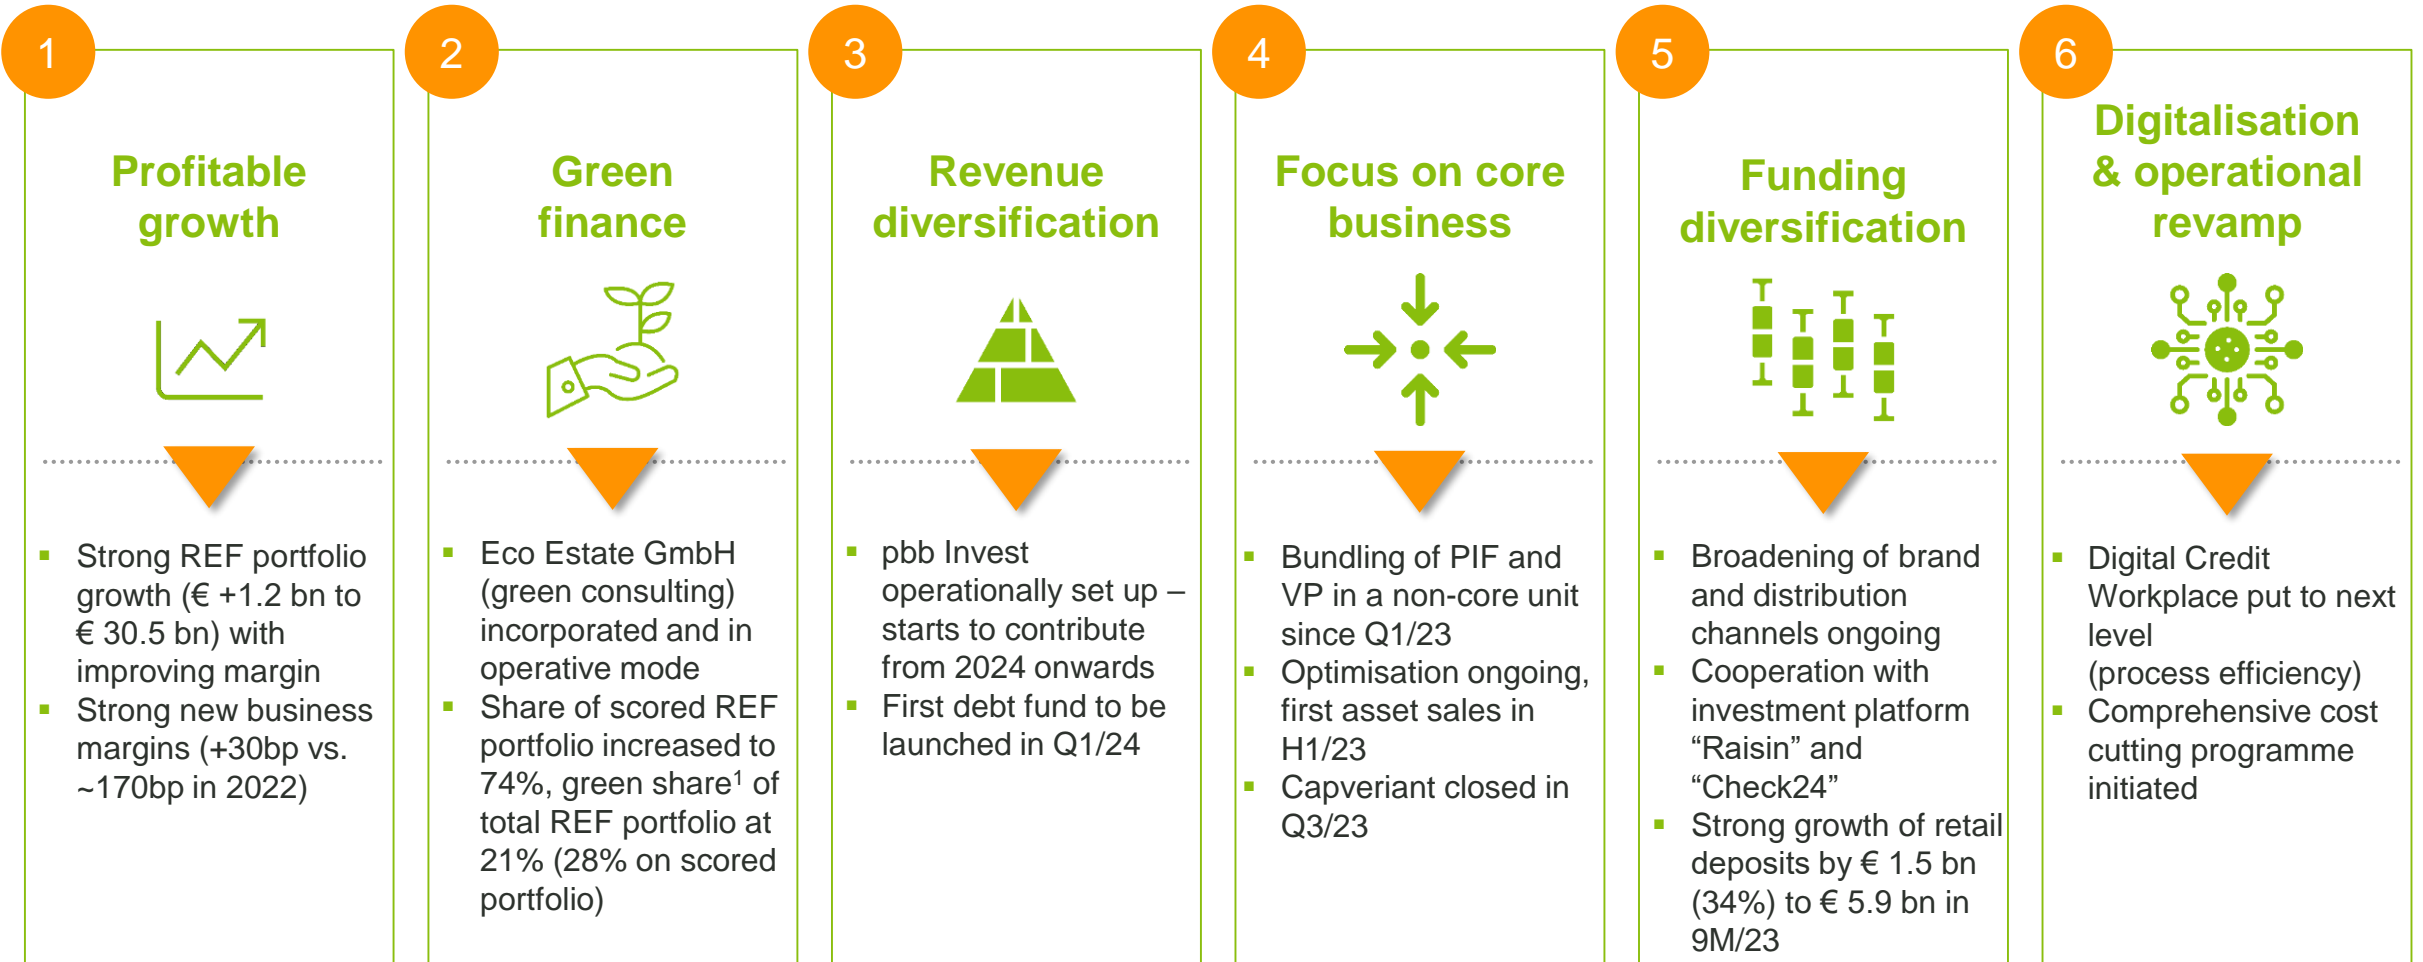 1
Profitable
growth
▪ Strong REF portfolio
growth (€ +1.2 bn to
€ 30.5 bn) with
improving margin
▪ Strong new business
margins (+30bp vs.
~170bp in 2022)
2
Green
finance
▪ Eco Estate GmbH
(green consulting)
incorporated and in
operative mode
▪ Share of scored REF
portfolio increased to
74%, green share¹ of
total REF portfolio at
21% (28% on scored
portfolio)
3
Revenue
diversification
▪ pbb Invest
operationally set up –
starts to contribute
from 2024 onwards
▪ First debt fund to be
launched in Q1/24
4
Focus on core
business
▪ Bundling of PIF and
VP in a non-core unit
since Q1/23
▪ Optimisation ongoing,
first asset sales in
H1/23
▪ Capveriant closed in
Q3/23
5
Funding
diversification
▪ Broadening of brand
and distribution
channels ongoing
▪ Cooperation with
investment platform
“Raisin” and
“Check24”
▪ Strong growth of retail
deposits by € 1.5 bn
(34%) to € 5.9 bn in
9M/23
6
Digitalisation
& operational
revamp
▪ Digital Credit
Workplace put to next
level
(process efficiency)
▪ Comprehensive cost
cutting programme
initiated